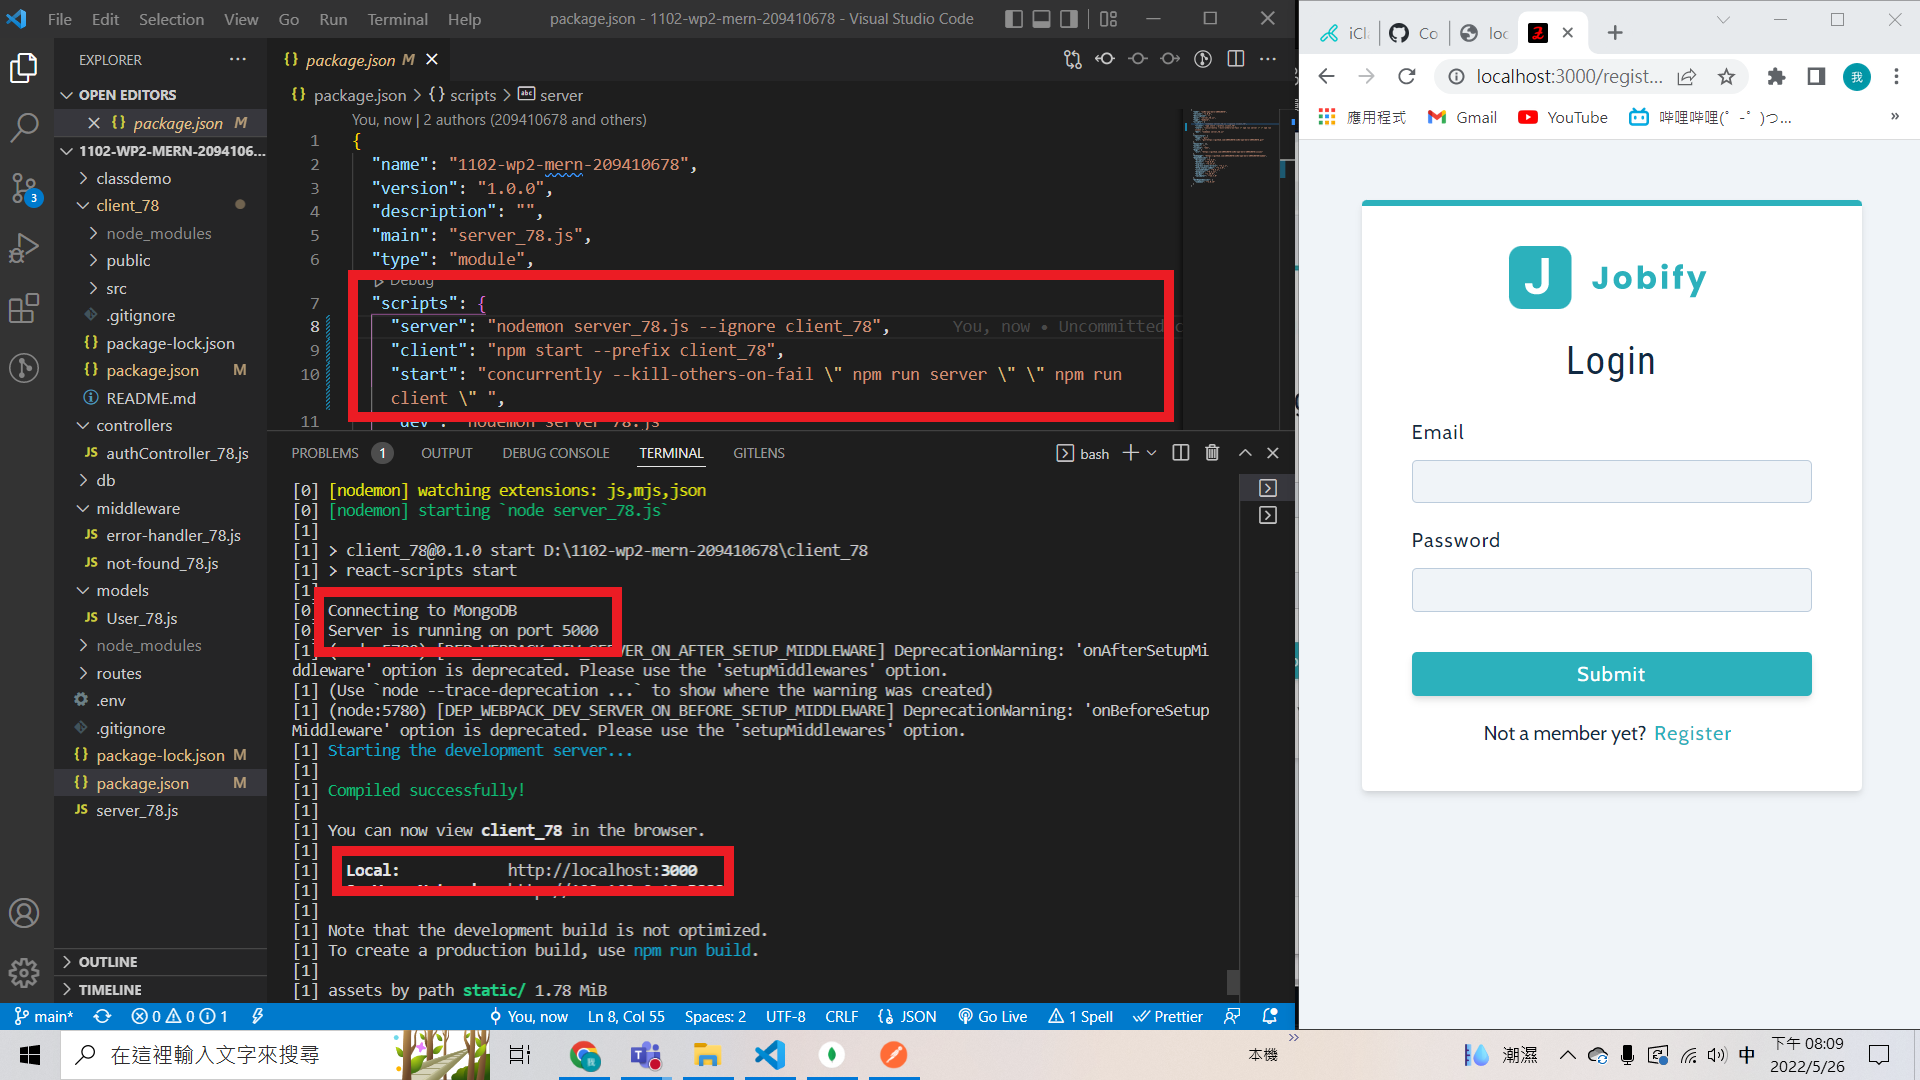 File Edit Selection View Go Run Terminal Help
package.json - 1102-wp2-mern-209410678 - Visual Studio Code
EXPLORER
OPEN EDITORS
package.json M
1102-WP2-MERN-2094106...
classdemo
client_78
node_modules
public
src
.gitignore
package-lock.json
package.json M
README.md
controllers
JS authController_78.js
db
middleware
JS error-handler_78.js
JS not-found_78.js
models
JS User_78.js
node_modules
routes
.env
.gitignore
package-lock.json M
package.json M
JS server_78.js
OUTLINE
TIMELINE
3
package.json M
package.json > {} scripts > abc server
You, now | 2 authors (209410678 and others)
1 {
2 "name": "1102-wp2-mern-209410678",
3 "version": "1.0.0",
4 "description": "",
5 "main": "server_78.js",
6 "type": "module",
Debug
7 "scripts": {
8 "server": "nodemon server_78.js --ignore client_78", You, now • Uncommitted c
9 "client": "npm start --prefix client_78",
10 "start": "concurrently --kill-others-on-fail \" npm run server \" \" npm run
client \" ",
11 "dev": "nodemon server_78.js"
PROBLEMS 1 OUTPUT DEBUG CONSOLE TERMINAL GITLENS
bash
[0] [nodemon] watching extensions: js,mjs,json
[0] [nodemon] starting `node server_78.js`
[1]
[1] > client_78@0.1.0 start D:\1102-wp2-mern-209410678\client_78
[1] > react-scripts start
[1]
[0] Connecting to MongoDB
[0] Server is running on port 5000
[1] (node:5780) [DEP_WEBPACK_DEV_SERVER_ON_AFTER_SETUP_MIDDLEWARE] DeprecationWarning: 'onAfterSetupMi
ddleware' option is deprecated. Please use the 'setupMiddlewares' option.
[1] (Use `node --trace-deprecation ...` to show where the warning was created)
[1] (node:5780) [DEP_WEBPACK_DEV_SERVER_ON_BEFORE_SETUP_MIDDLEWARE] DeprecationWarning: 'onBeforeSetup
Middleware' option is deprecated. Please use the 'setupMiddlewares' option.
[1] Starting the development server...
[1]
[1] Compiled successfully!
[1]
[1] You can now view client_78 in the browser.
[1]
[1] Local: http://localhost:3000
[1]
[1]
[1] Note that the development build is not optimized.
[1] To create a production build, use npm run build.
[1]
[1] assets by path static/ 1.78 MiB
main* 0 0 1
You, now Ln 8, Col 55 Spaces: 2 UTF-8 CRLF {} JSON Go Live 1 Spell Prettier
iCl Co loc
localhost:3000/regist... 我
應用程式 Gmail YouTube 哔哩哔哩(゜-゜)つ... »
J Jobify
Login
Email
Password
Submit
Not a member yet? Register
在這裡輸入文字來搜尋
我
本機 »
潮濕
中
下午 08:09
2022/5/26